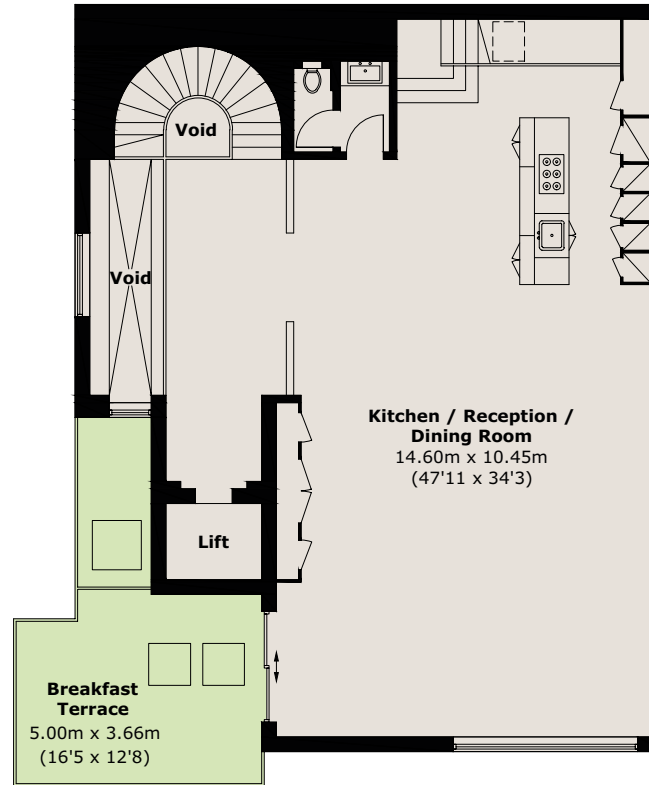 Void
Void
Kitchen / Reception /
Dining Room
14.60m x 10.45m
(47'11 x 34'3)
Lift
Breakfast
Terrace
5.00m x 3.66m
(16'5 x 12'8)